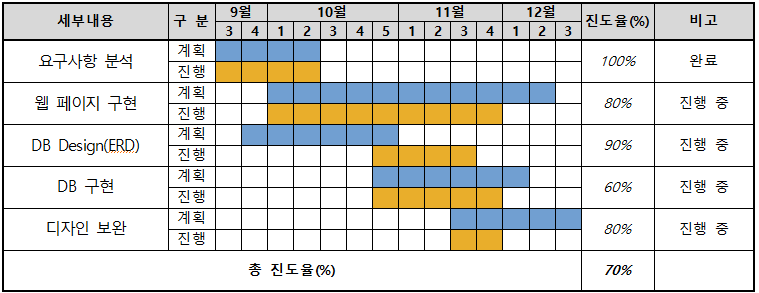 세부내용 구 분 9월 10월 11월 12월 진도율(%) 비고
3 4 1 2 3 4 5 1 2 3 4 1 2 3
요구사항 분석 계획 100% 완료
진행
웹 페이지 구현 계획 80% 진행 중
진행
DB Design(ERD) 계획 90% 진행 중
진행
DB 구현 계획 60% 진행 중
진행
디자인 보완 계획 80% 진행 중
진행
총 진도율(%) 70%